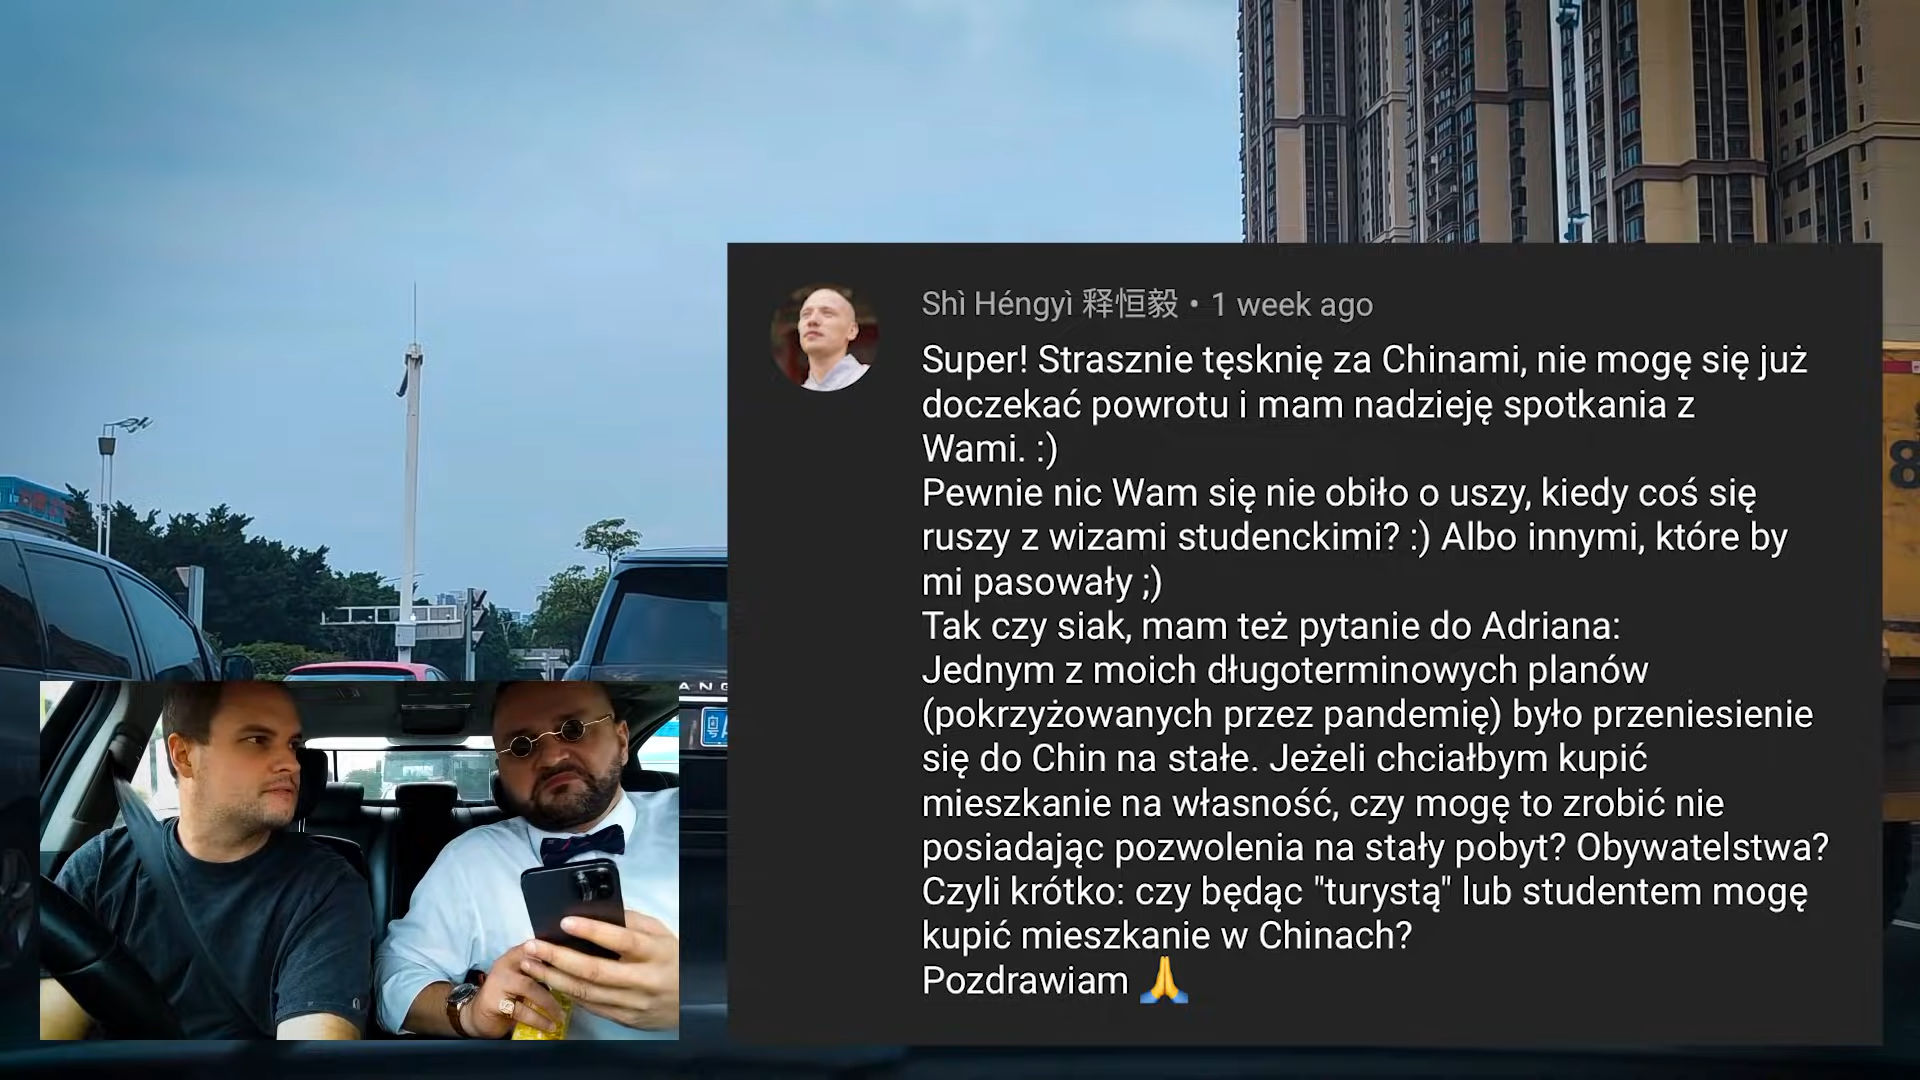 Shì Héngyì 释恒毅 • 1 week ago
Super! Strasznie tęsknię za Chinami, nie mogę się już
doczekać powrotu i mam nadzieję spotkania z
Wami. :)
Pewnie nic Wam się nie obiło o uszy, kiedy coś się
ruszy z wizami studenckimi? :) Albo innymi, które by
mi pasowały ;)
Tak czy siak, mam też pytanie do Adriana:
Jednym z moich długoterminowych planów
(pokrzyżowanych przez pandemię) było przeniesienie
się do Chin na stałe. Jeżeli chciałbym kupić
mieszkanie na własność, czy mogę to zrobić nie
posiadając pozwolenia na stały pobyt? Obywatelstwa?
Czyli krótko: czy będąc "turystą" lub studentem mogę
kupić mieszkanie w Chinach?
Pozdrawiam 🙏
8
ANG